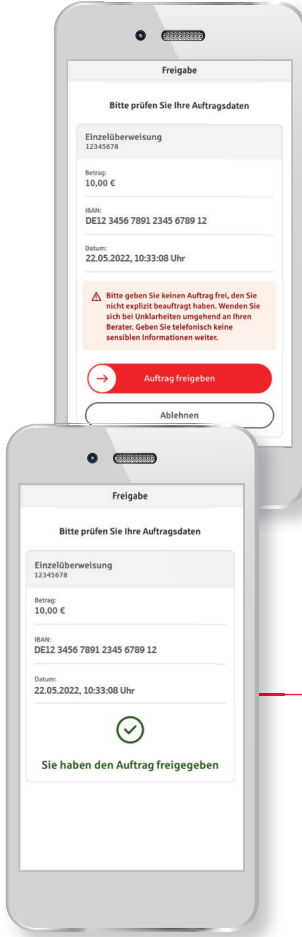 Freigabe
Bitte prüfen Sie Ihre Auftragsdaten
Einzelüberweisung
12345678
Betrag:
10,00 €
IBAN:
DE12 3456 7891 2345 6789 12
Datum:
22.05.2022, 10:33:08 Uhr
Bitte geben Sie keinen Auftrag frei, den Sie
nicht explizit beauftragt haben. Wenden Sie
sich bei Unklarheiten umgehend an Ihren
Berater. Geben Sie telefonisch keine
sensiblen Informationen weiter.
Auftrag freigeben
Ablehnen
Freigabe
Bitte prüfen Sie Ihre Auftragsdaten
Einzelüberweisung
12345678
Betrag:
10,00 €
IBAN:
DE12 3456 7891 2345 6789 12
Datum:
22.05.2022, 10:33:08 Uhr
Sie haben den Auftrag freigegeben